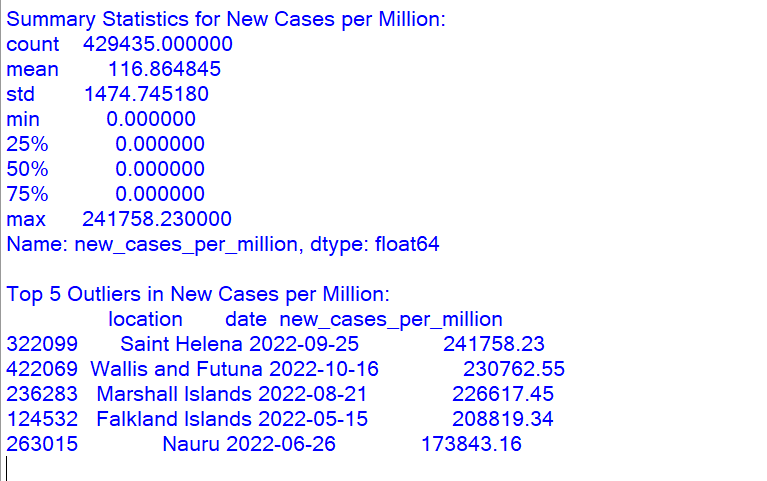 Summary Statistics for New Cases per Million:
count 429435.000000
mean 116.864845
std 1474.745180
min 0.000000
25% 0.000000
50% 0.000000
75% 0.000000
max 241758.230000
Name: new_cases_per_million, dtype: float64
Top 5 Outliers in New Cases per Million:
location date new_cases_per_million
322099 Saint Helena 2022-09-25 241758.23
422069 Wallis and Futuna 2022-10-16 230762.55
236283 Marshall Islands 2022-08-21 226617.45
124532 Falkland Islands 2022-05-15 208819.34
263015 Nauru 2022-06-26 173843.16